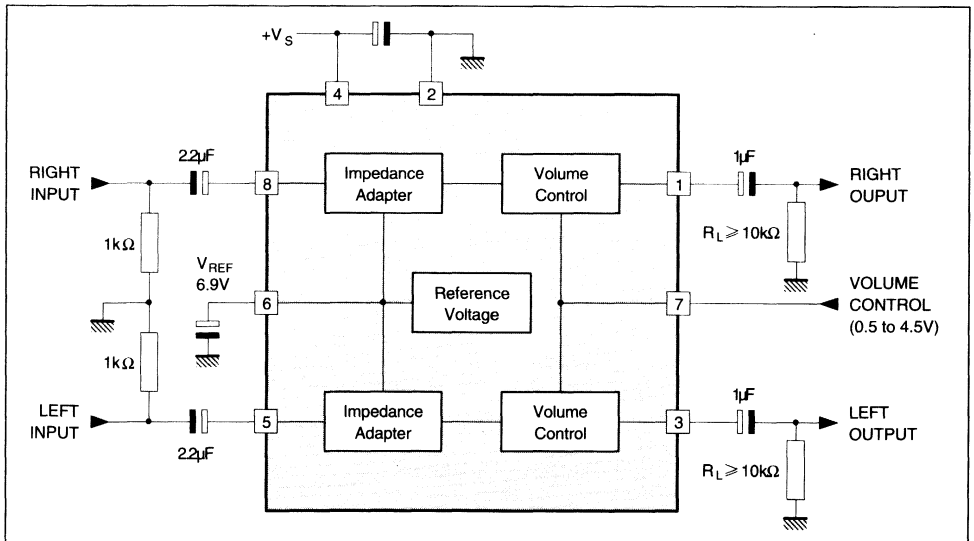 +VS
4
2
2.2µF
1µF
RIGHT
INPUT
8
Impedance
Adapter
Volume
Control
1
RIGHT
OUPUT
1kΩ
RL ⩾ 10kΩ
VREF
6.9V
6
Reference
Voltage
7
VOLUME
CONTROL
(0.5 to 4.5V)
1kΩ
1µF
LEFT
INPUT
5
Impedance
Adapter
Volume
Control
3
LEFT
OUTPUT
2.2µF
RL ⩾ 10kΩ